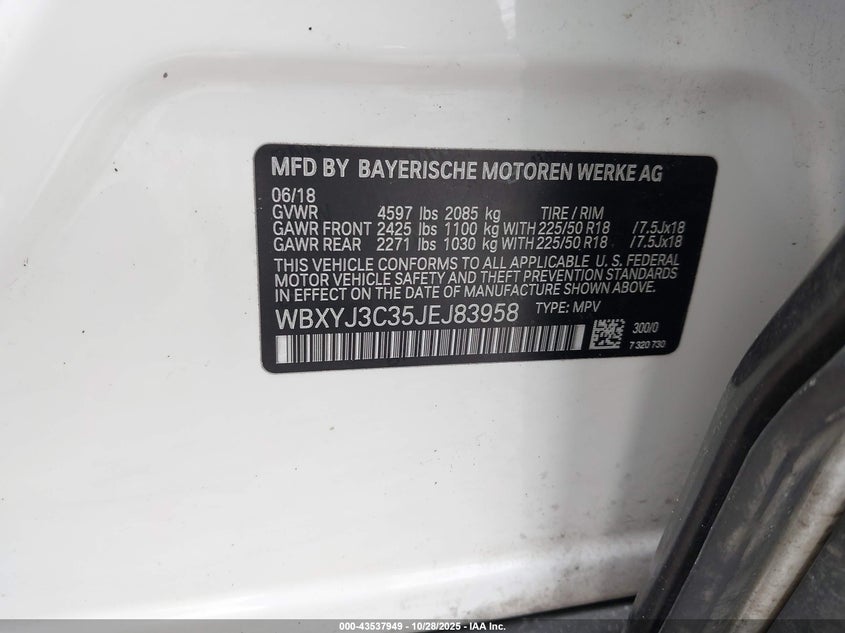 MFD BY BAYERISCHE MOTOREN WERKE AG
06/18
GVWR 4597 lbs 2085 kg TIRE / RIM
GAWR FRONT 2425 lbs 1100 kg WITH 225/50 R18 /7.5Jx18
GAWR REAR 2271 lbs 1030 kg WITH 225/50 R18 /7.5Jx18
THIS VEHICLE CONFORMS TO ALL APPLICABLE U. S. FEDERAL
MOTOR VEHICLE SAFETY AND THEFT PREVENTION STANDARDS
IN EFFECT ON THE DATE OF MANUFACTURE SHOWN ABOVE.
WBXYJ3C35JEJ83958 TYPE: MPV
300/0
7 320 730
000-43537949 - 10/28/2025 - IAA Inc.